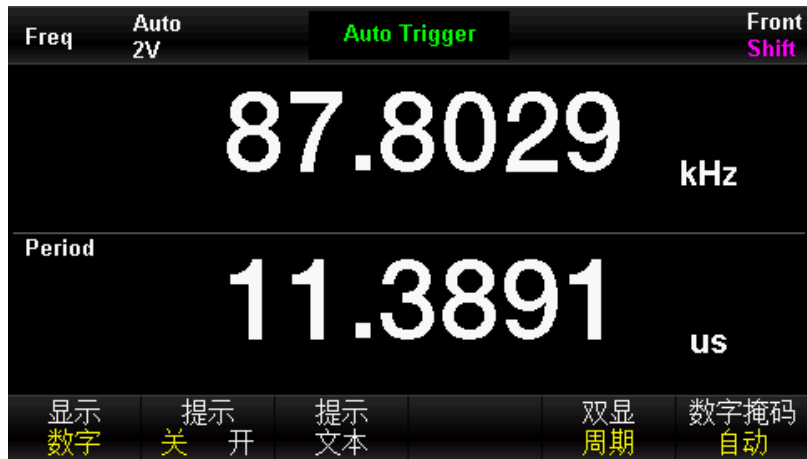 Freq Auto Auto Trigger Front
2V Shift
87.8029 kHz
Period
11.3891 us
显示 提示 提示 双显 数字掩码
数字 关 开 文本 周期 自动